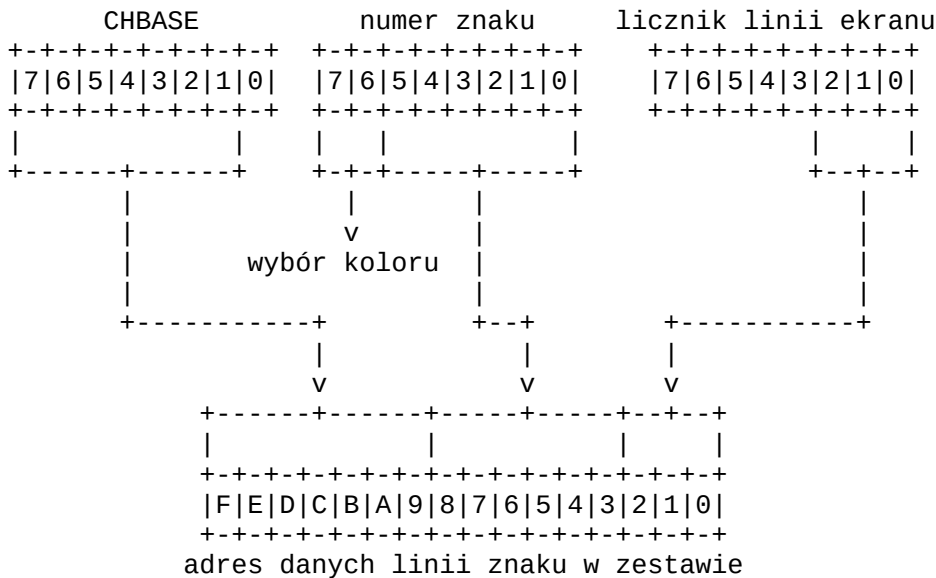 CHBASE numer znaku licznik linii ekranu
+-+-+-+-+-+-+-+-+ +-+-+-+-+-+-+-+-+ +-+-+-+-+-+-+-+-+
|7|6|5|4|3|2|1|0| |7|6|5|4|3|2|1|0| |7|6|5|4|3|2|1|0|
+-+-+-+-+-+-+-+-+ +-+-+-+-+-+-+-+-+ +-+-+-+-+-+-+-+-+
| | | | | | |
+------+------+ +-+-+-----+-----+ +--+--+
| | | |
| v | |
| wybór koloru | |
| | |
+-----------+ +--+ +-----------+
| | |
v v v
+------+------+-----+-----+--+--+
| | | |
+-+-+-+-+-+-+-+-+-+-+-+-+-+-+-+-+
|F|E|D|C|B|A|9|8|7|6|5|4|3|2|1|0|
+-+-+-+-+-+-+-+-+-+-+-+-+-+-+-+-+
adres danych linii znaku w zestawie